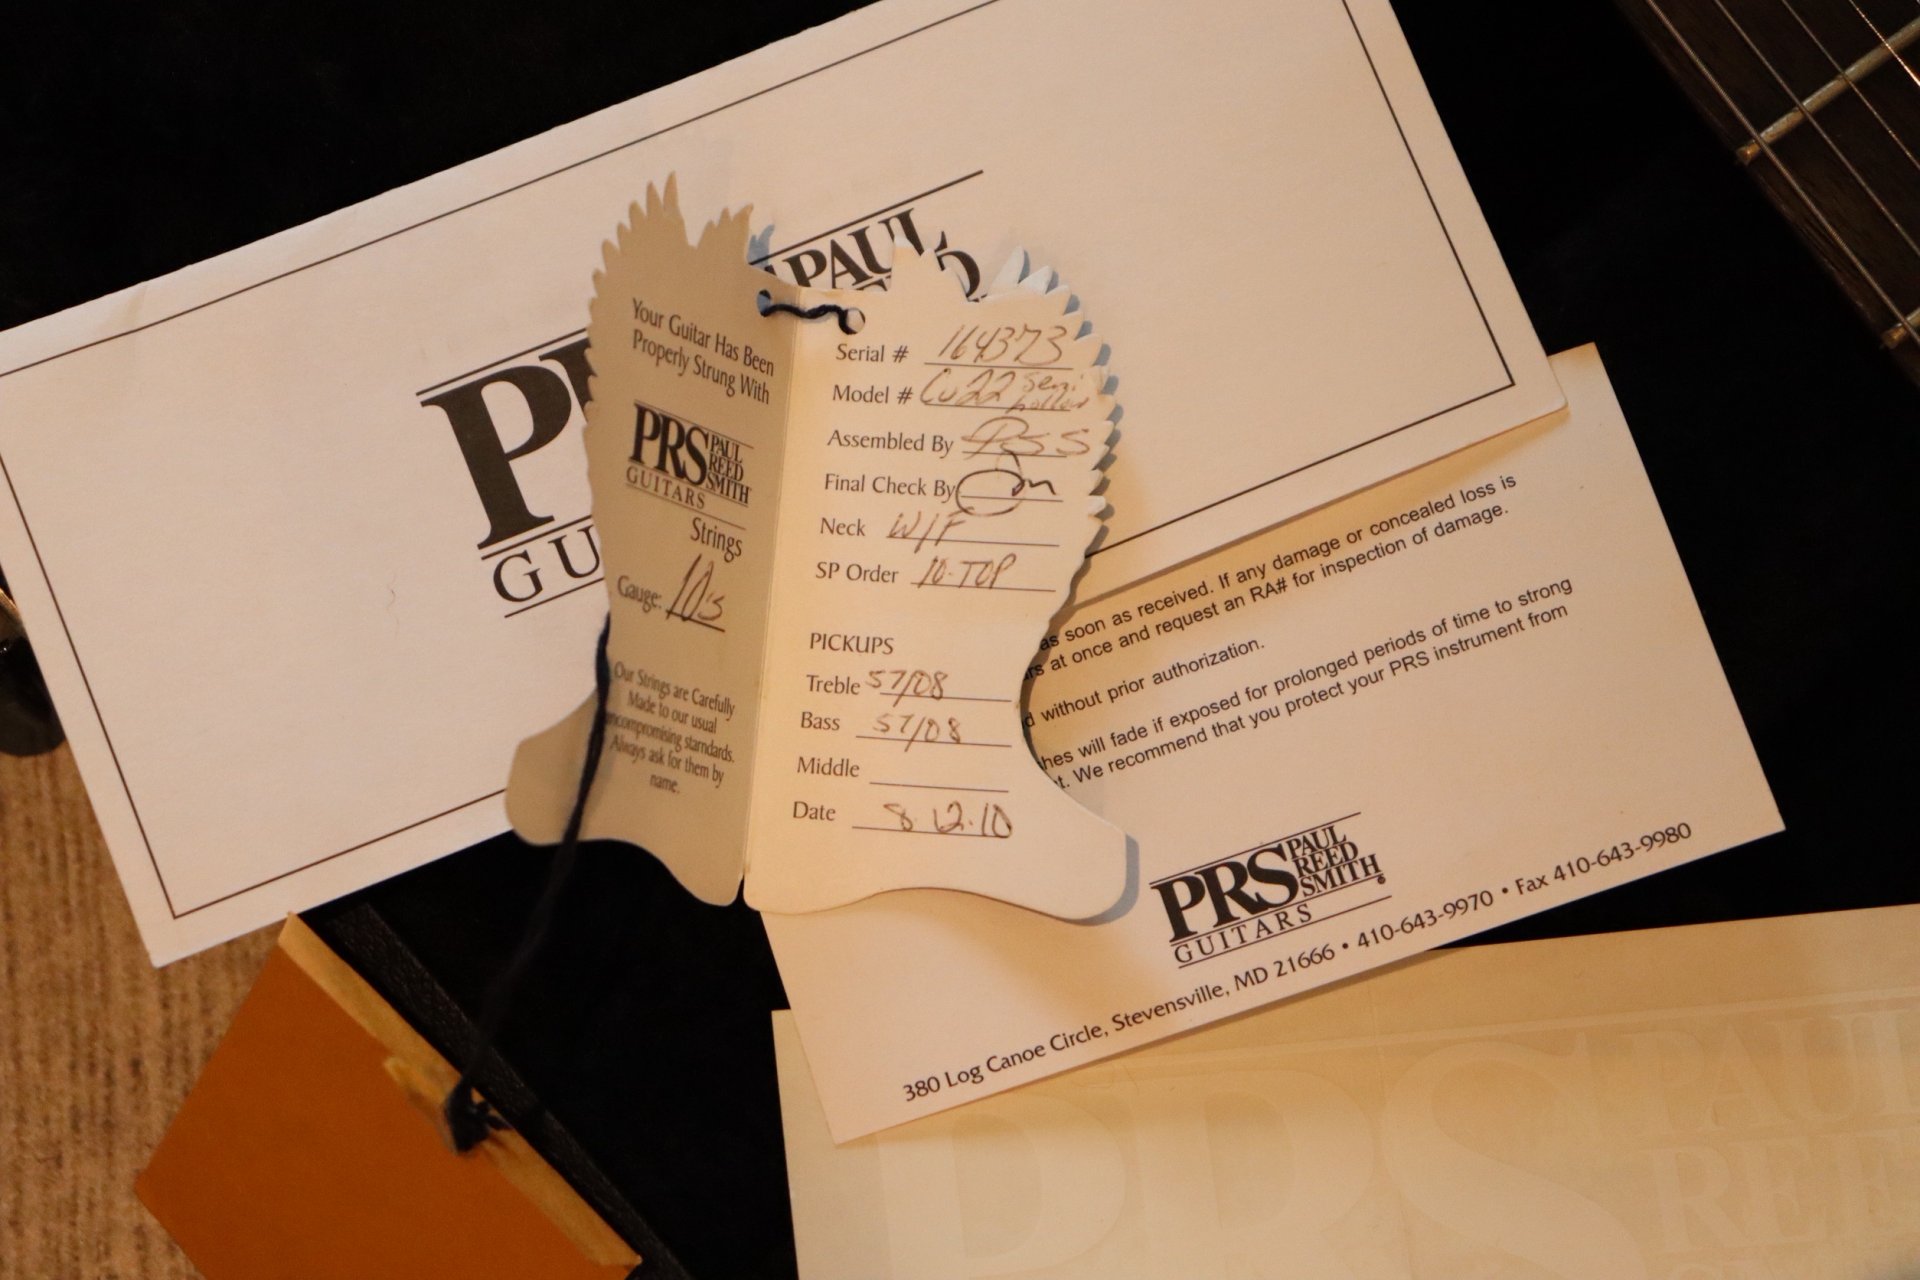 PAUL
PRS
GU
Your Guitar Has Been
Properly Strung With
PRS PAUL
REED
SMITH
GUITARS
Strings
Gauge: 10's
Our Strings are Carefully
Made to our usual
uncompromising starndards.
Always ask for them by
name.
Serial # 164373
Model # Cu22 semi
hollow
Assembled By
Final Check By
Neck W/F
SP Order 10-TOP
PICKUPS
Treble 57/08
Bass 57/08
Middle
Date 8.12.10
as soon as received. If any damage or concealed loss is
at once and request an RA# for inspection of damage.
without prior authorization.
will fade if exposed for prolonged periods of time to strong
We recommend that you protect your PRS instrument from
PRS PAUL
REED
SMITH
GUITARS
380 Log Canoe Circle, Stevensville, MD 21666 • 410-643-9970 • Fax 410-643-9980
PRS PAUL
REE